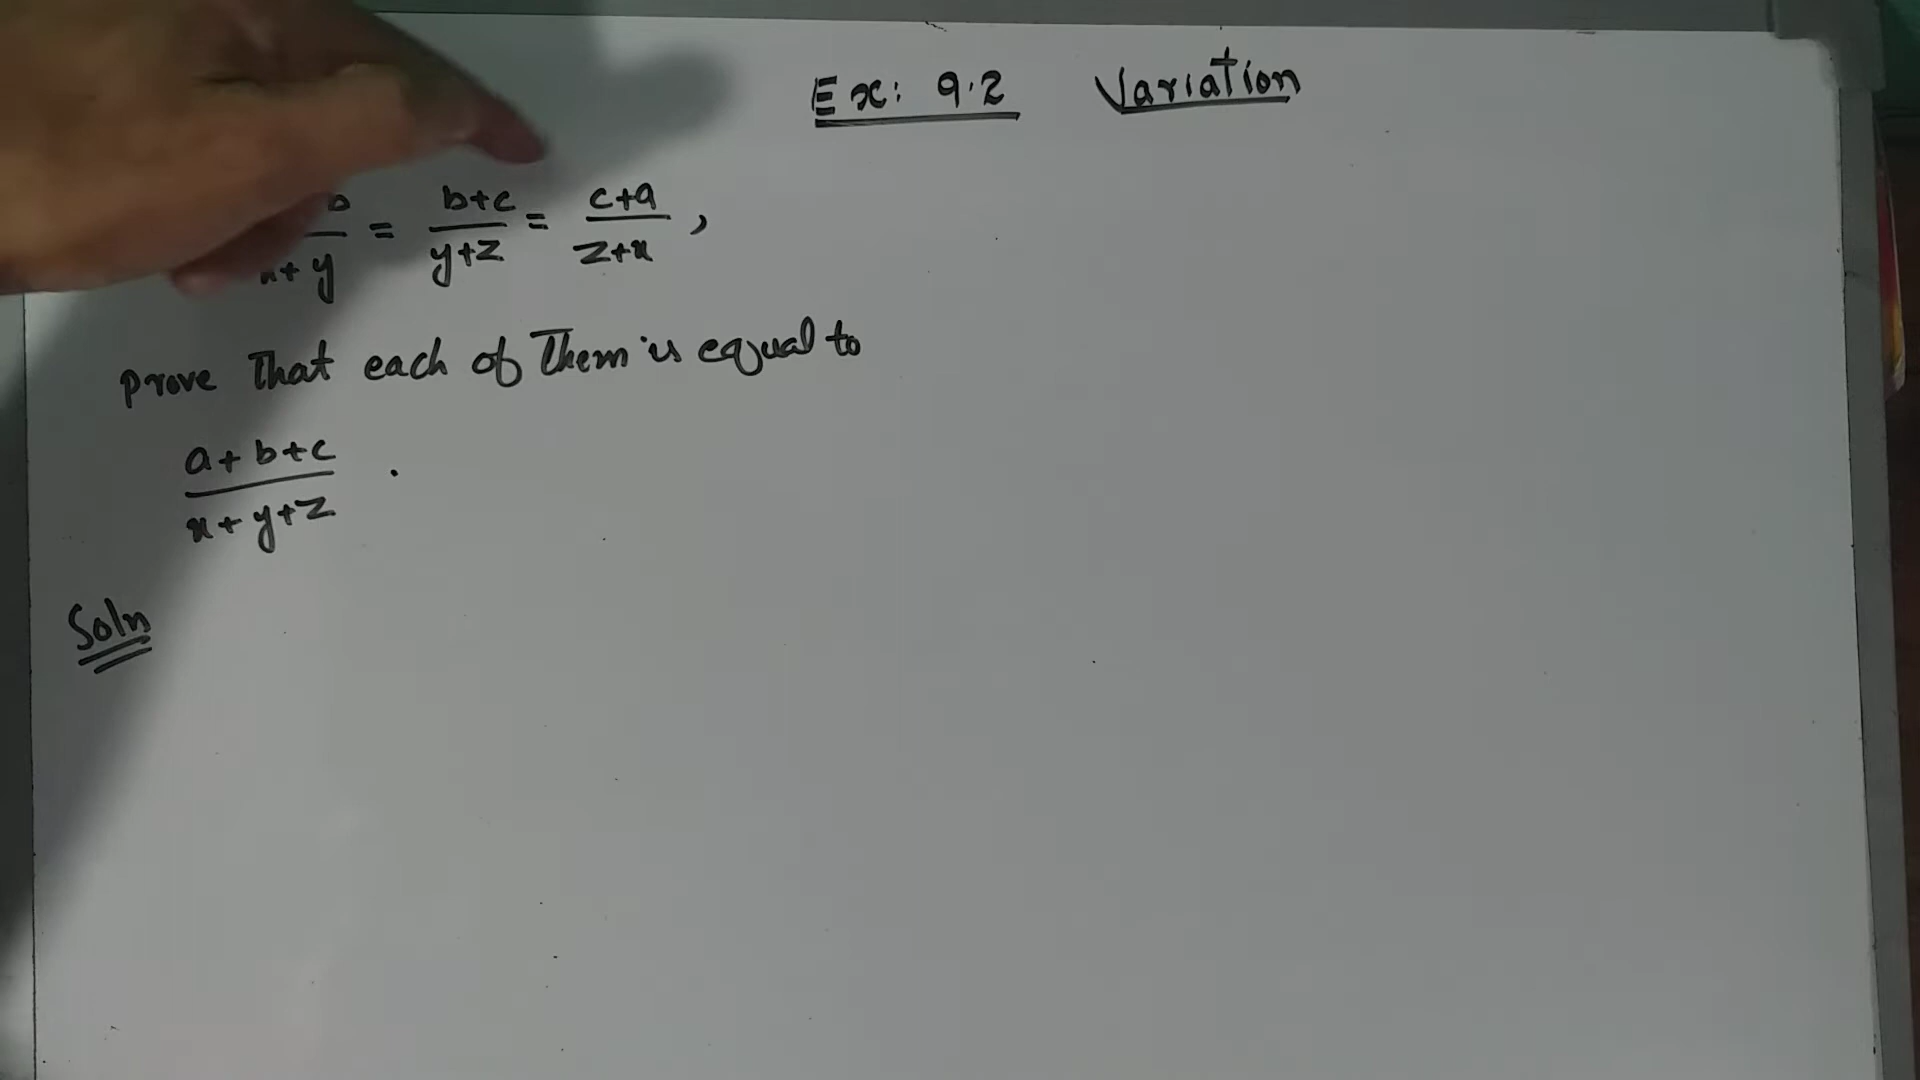 Ex: 9.2 Variation
b/x+y = b+c/y+z = c+a/z+x ,
prove That each of Them is equal to
a+b+c/x+y+z .
Soln